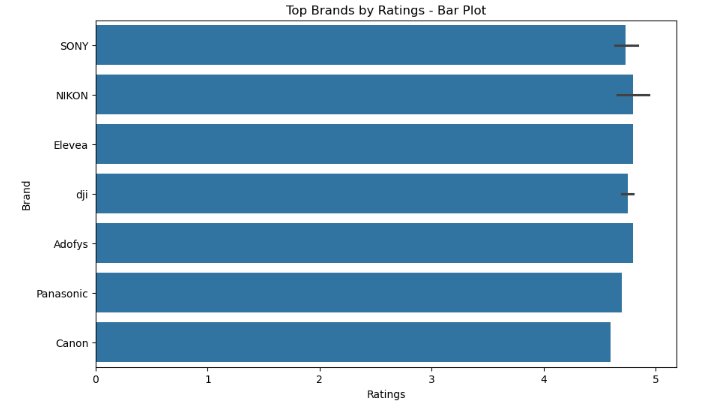 Top Brands by Ratings - Bar Plot
Brand
SONY
NIKON
Elevea
dji
Adofys
Panasonic
Canon
0 1 2 3 4 5
Ratings